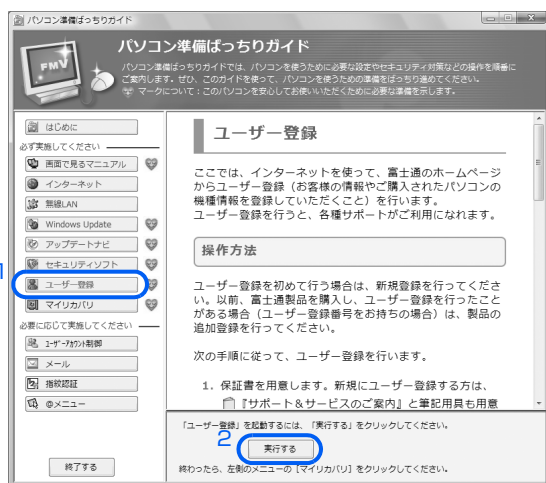 パソコン準備ばっちりガイド
FMV
パソコン準備ばっちりガイド
パソコン準備ばっちりガイドでは、パソコンを使うために必要な設定やセキュリティ対策などの操作を順番に
ご案内します。ぜひ、このガイドを使って、パソコンを使うための準備をばっちり進めてください。
マークについて：このパソコンを安心してお使いいただくために必要な準備を示します。
はじめに
必ず実施してください
画面で見るマニュアル
インターネット
無線LAN
Windows Update
アップデートナビ
セキュリティソフト
1
ユーザー登録
マイリカバリ
必要に応じて実施してください
ユーザーアカウント制御
メール
指紋認証
@メニュー
終了する
ユーザー登録
ここでは、インターネットを使って、富士通のホームページ
からユーザー登録（お客様の情報やご購入されたパソコンの
機種情報を登録していただくこと）を行います。
ユーザー登録を行うと、各種サポートがご利用になれます。
操作方法
ユーザー登録を初めて行う場合は、新規登録を行ってくださ
い。以前、富士通製品を購入し、ユーザー登録を行ったこと
がある場合（ユーザー登録番号をお持ちの場合）は、製品の
追加登録を行ってください。
次の手順に従って、ユーザー登録を行います。
1. 保証書を用意します。新規にユーザー登録する方は、
『サポート＆サービスのご案内』と筆記用具も用意
「ユーザー登録」を起動するには、「実行する」をクリックしてください。
2
実行する
終わったら、左側のメニューの［マイリカバリ］をクリックしてください。